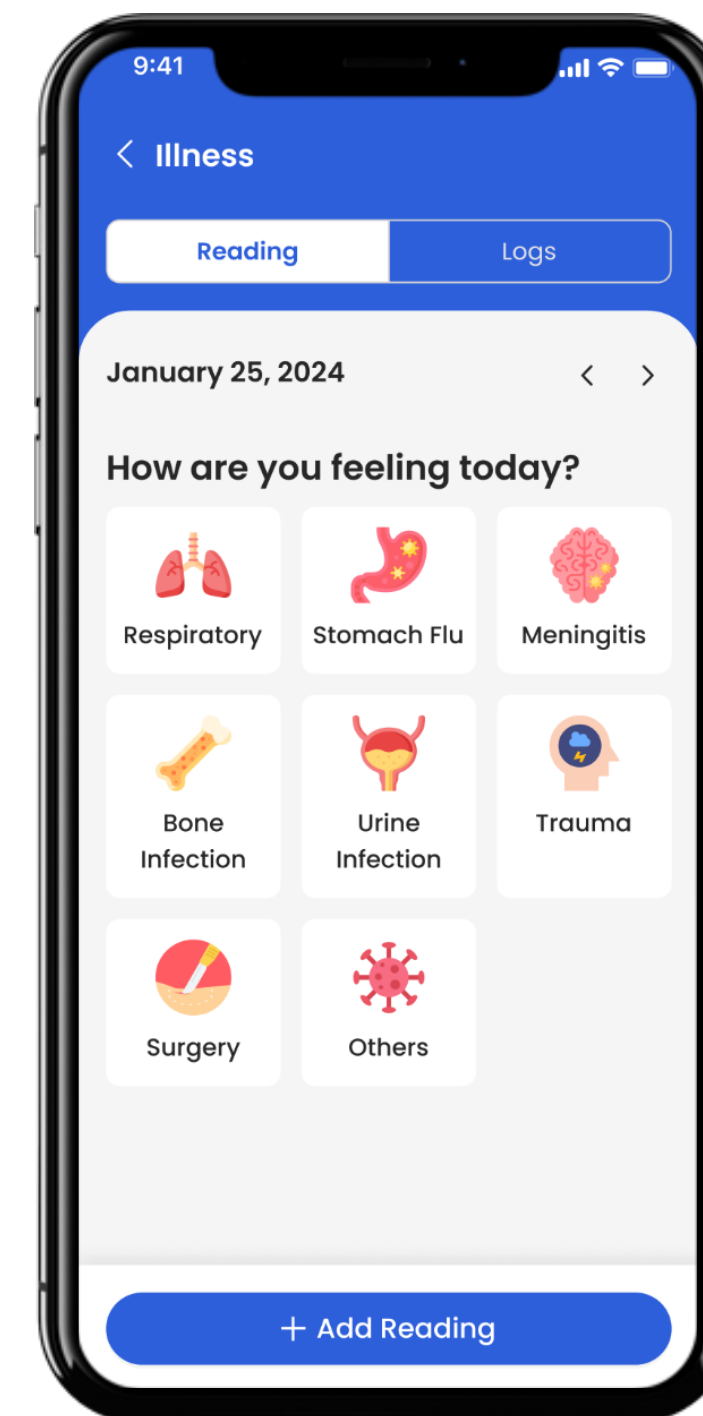 9:41
Illness
Reading
Logs
January 25, 2024
How are you feeling today?
Respiratory
Stomach Flu
Meningitis
Bone
Infection
Urine
Infection
Trauma
Surgery
Others
+ Add Reading